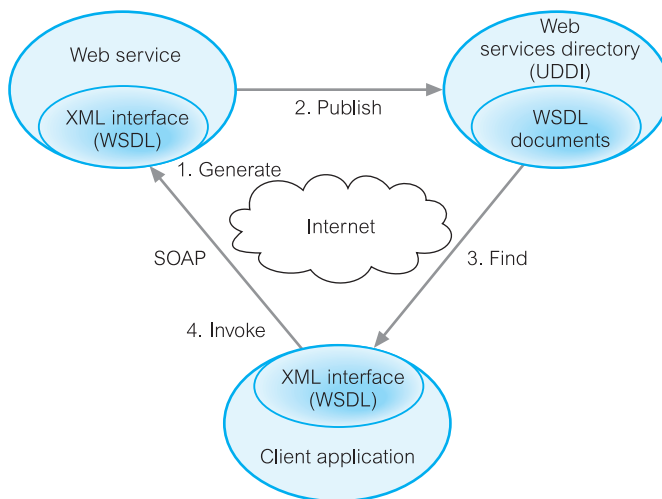 Web service
XML interface
(WSDL)
Web
services directory
(UDDI)
WSDL
documents
2. Publish
1. Generate
Internet
SOAP
3. Find
4. Invoke
XML interface
(WSDL)
Client application